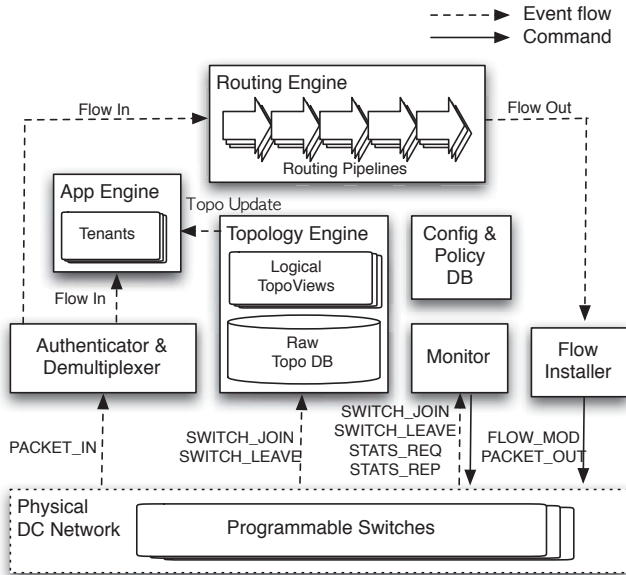 Event flow
Command
Routing Engine
Flow In
Flow Out
Routing Pipelines
App Engine
Topo Update
Tenants
Topology Engine
Config &
Policy
DB
Logical
TopoViews
Flow In
Authenticator &
Demultiplexer
Raw
Topo DB
Monitor
Flow
Installer
PACKET_IN
SWITCH_JOIN
SWITCH_LEAVE
SWITCH_JOIN
SWITCH_LEAVE
STATS_REQ
STATS_REP
FLOW_MOD
PACKET_OUT
Physical
DC Network
Programmable Switches